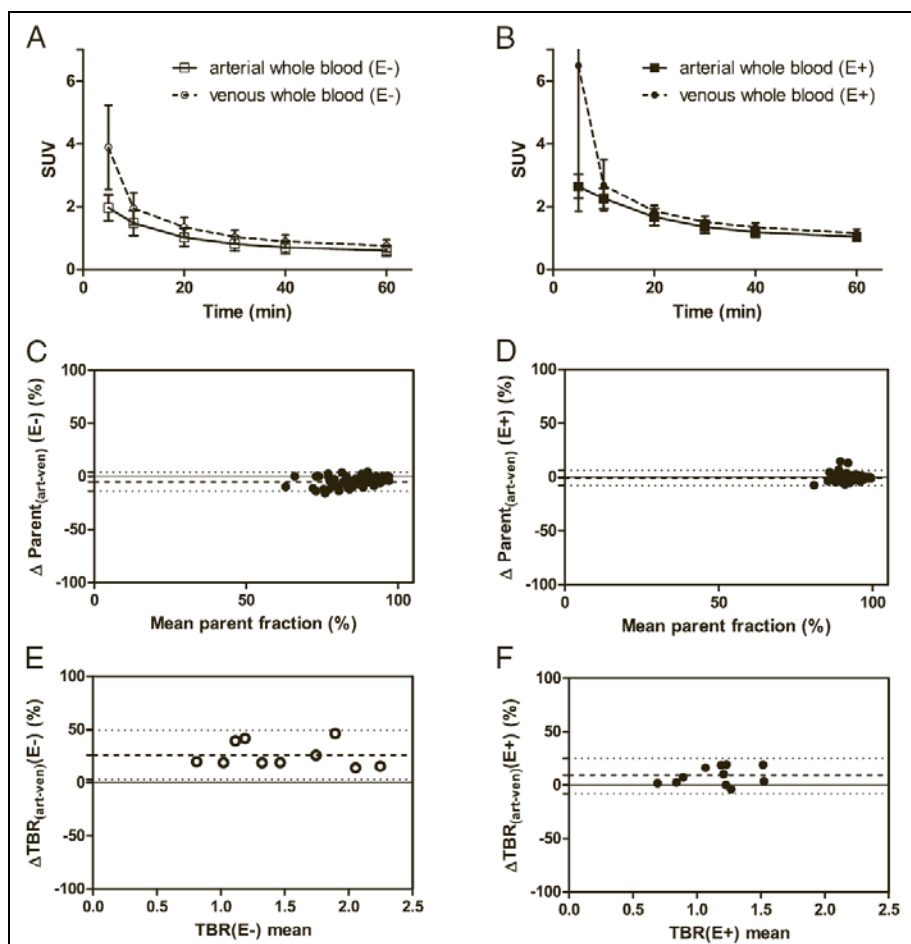 A
arterial whole blood (E-)
venous whole blood (E-)
SUV
6
4
2
0
0
20
40
60
Time (min)
B
arterial whole blood (E+)
venous whole blood (E+)
SUV
6
4
2
0
0
20
40
60
Time (min)
C
Δ Parent(art-ven) (E-) (%)
100
50
0
-50
-100
0
50
100
Mean parent fraction (%)
D
Δ Parent(art-ven) (E+) (%)
100
50
0
-50
-100
0
50
100
Mean parent fraction (%)
E
ΔTBR(art-ven)(E-) (%)
100
50
0
-50
-100
0.0
0.5
1.0
1.5
2.0
2.5
TBR(E-) mean
F
ΔTBR(art-ven)(E+) (%)
100
50
0
-50
-100
0.0
0.5
1.0
1.5
2.0
2.5
TBR(E+) mean